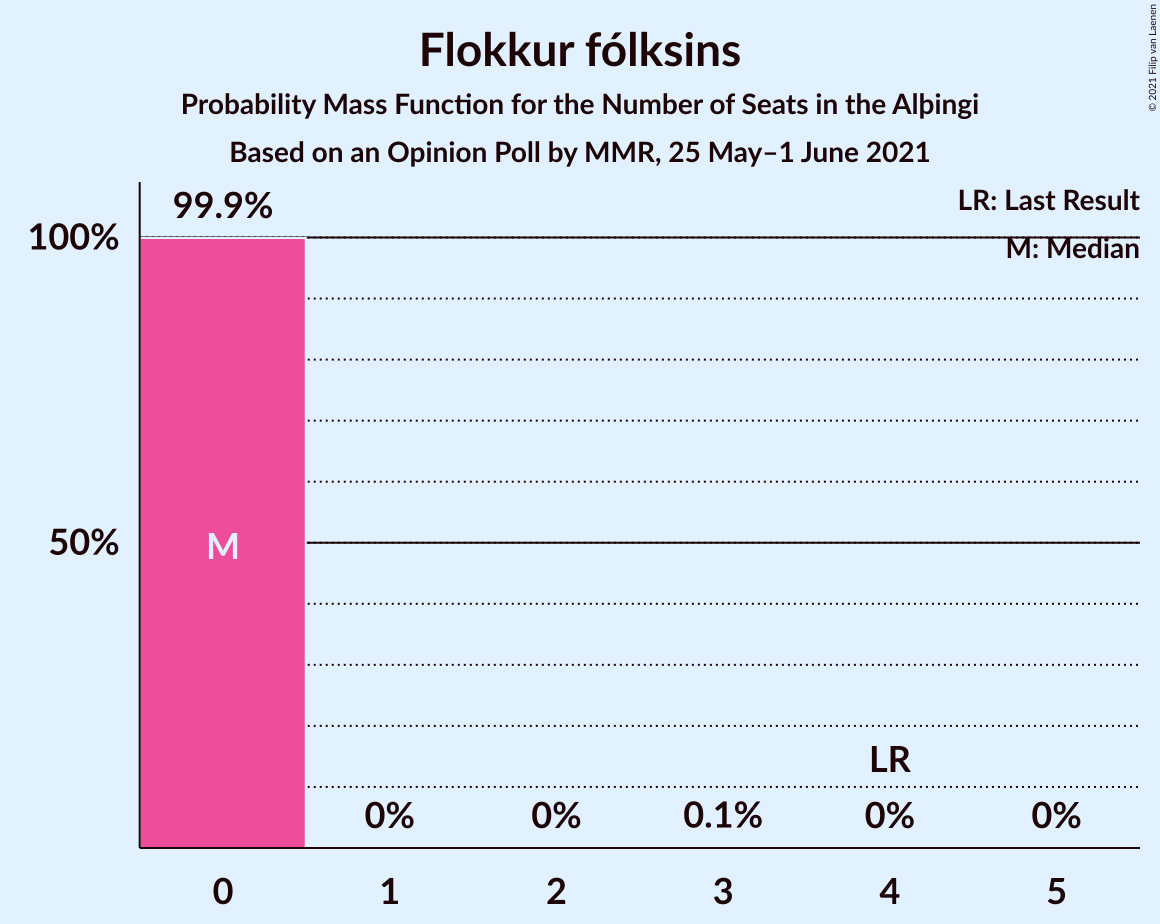 Flokkur fólksins
Probability Mass Function for the Number of Seats in the Alþingi
Based on an Opinion Poll by MMR, 25 May–1 June 2021
© 2021 Filip van Laenen
LR: Last Result
M: Median
99.9%
100%
50%
M
LR
0% 0% 0.1% 0% 0%
0 1 2 3 4 5